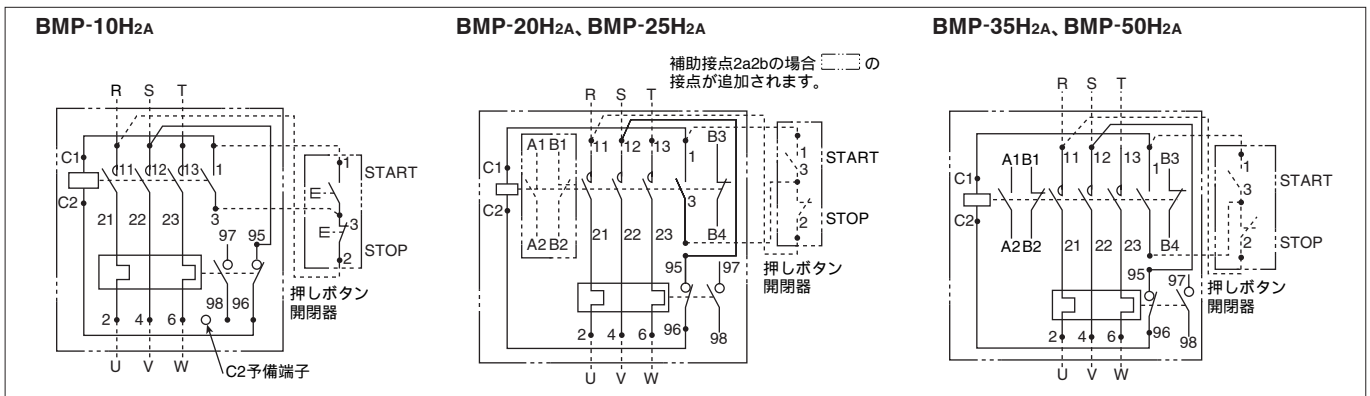 BMP-10H2A
R S T
C1
11 12 13 1
C2
21 22 23 3
97 95
98 96
2 4 6
U V W
C2予備端子
1
START
E
3
E
STOP
2
押しボタン
開閉器
BMP-20H2A、BMP-25H2A
補助接点2a2bの場合 の
接点が追加されます。
R S T
A1 B1 11 12 13 1 B3
C1
C2
3
A2 B2 21 22 23 B4
95 97
96 98
2 4 6
U V W
1
START
3
STOP
2
押しボタン
開閉器
BMP-35H2A、BMP-50H2A
R S T
A1 B1 11 12 13 1 B3
C1
C2
A2 B2 21 22 23 B4
95 97
96 98
2 4 6
U V W
1
START
3
STOP
2
押しボタン
開閉器